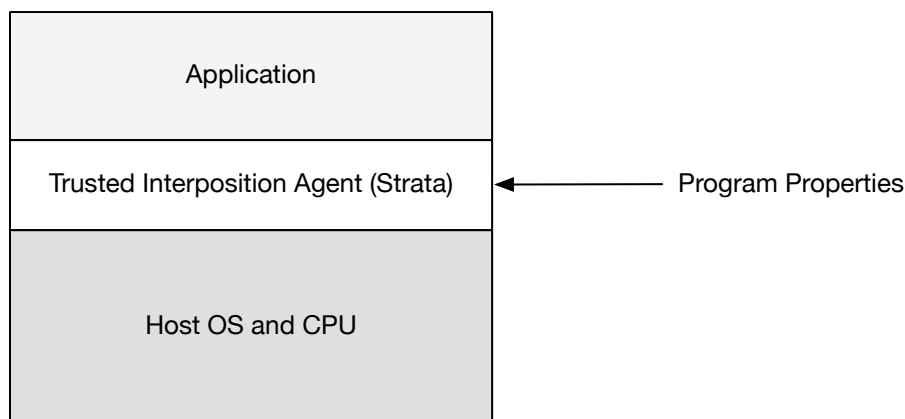 Application
Trusted Interposition Agent (Strata)
Program Properties
Host OS and CPU